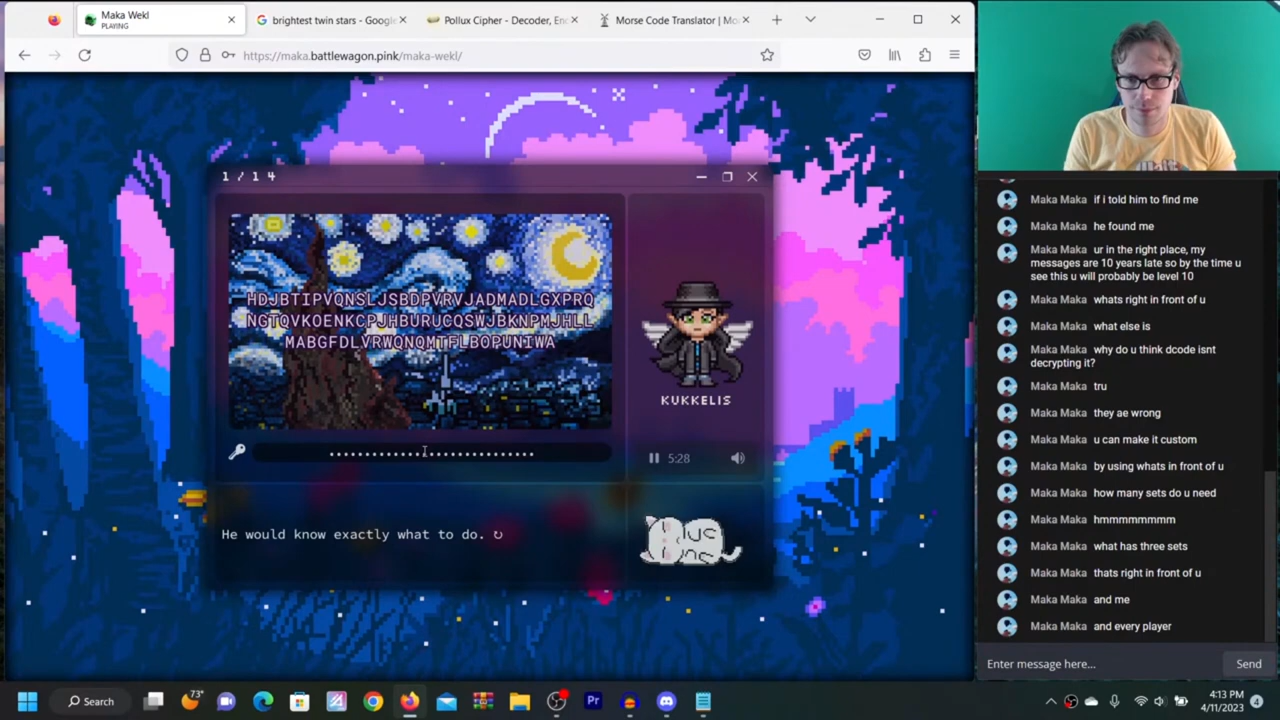 Maka Wekl
PLAYING
brightest twin stars - Google
Pollux Cipher - Decoder, Enc
Morse Code Translator | Mo
https://maka.battlewagon.pink/maka-wekl/
1 / 1 4
HDJBTIPVQNSLJSBDPVRVJADMADLGXPRQ
NGTQVKOENKCPJHBURUCQSWJBKNPMJHLL
MABGFDLVRWQNQMTFLBOPUNIWA
KUKKELIS
5:28
He would know exactly what to do. ↻
Maka Maka if i told him to find me
Maka Maka he found me
Maka Maka ur in the right place, my
messages are 10 years late so by the time u
see this u will probably be level 10
Maka Maka whats right in front of u
Maka Maka what else is
Maka Maka why do u think dcode isnt
decrypting it?
Maka Maka tru
Maka Maka they ae wrong
Maka Maka u can make it custom
Maka Maka by using whats in front of u
Maka Maka how many sets do u need
Maka Maka hmmmmmmmm
Maka Maka what has three sets
Maka Maka thats right in front of u
Maka Maka and me
Maka Maka and every player
Enter message here...
Send
73°
Search
Pr
4:13 PM
4/11/2023
4